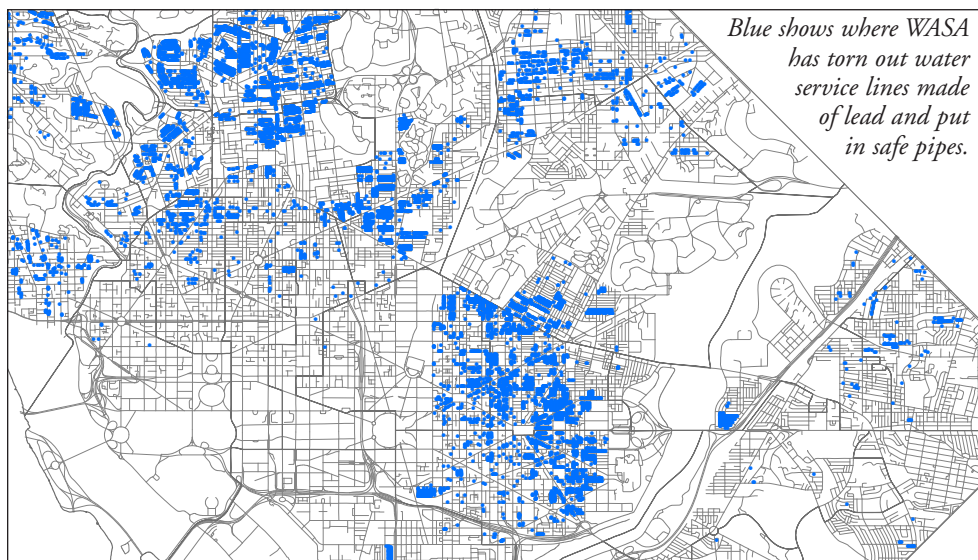 Blue shows where WASA
has torn out water
service lines made
of lead and put
in safe pipes.